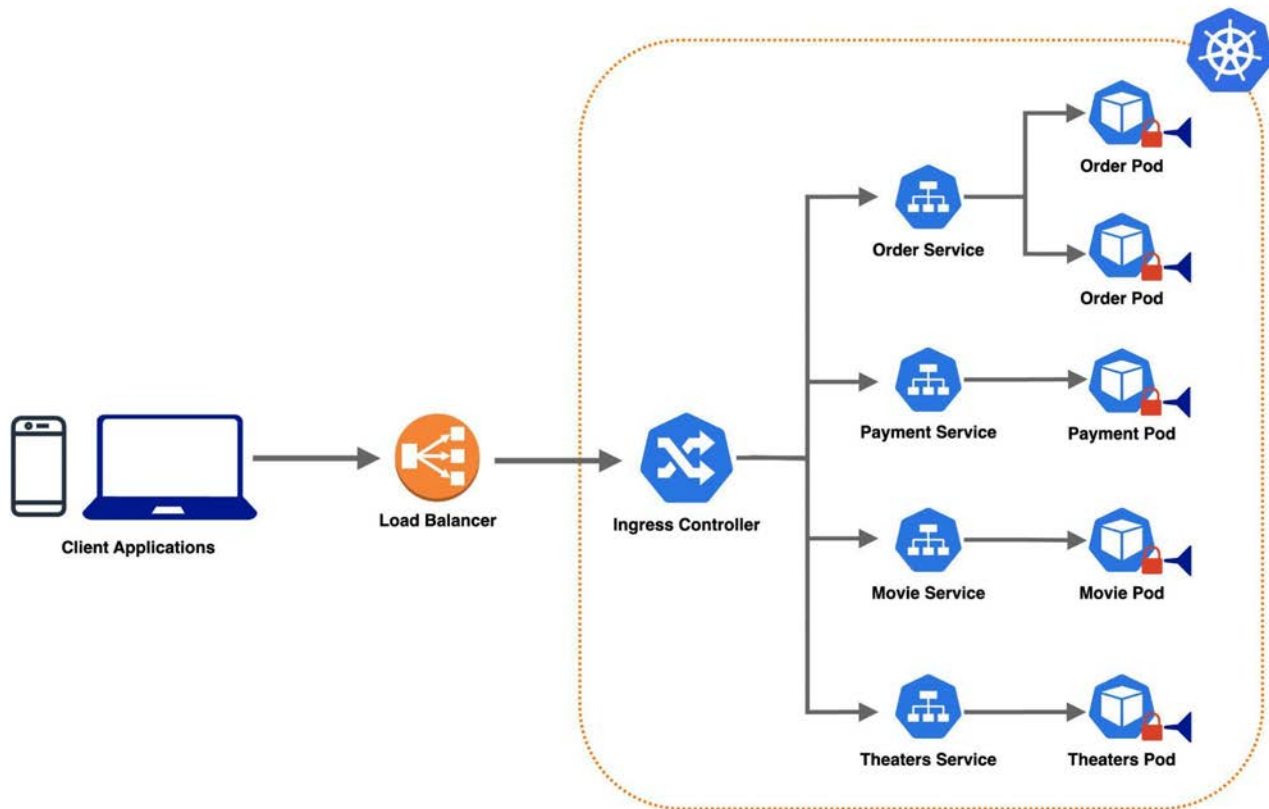 Order Pod
Order Service
Order Pod
Payment Service
Payment Pod
Load Balancer
Ingress Controller
Client Applications
Movie Service
Movie Pod
Theaters Service
Theaters Pod